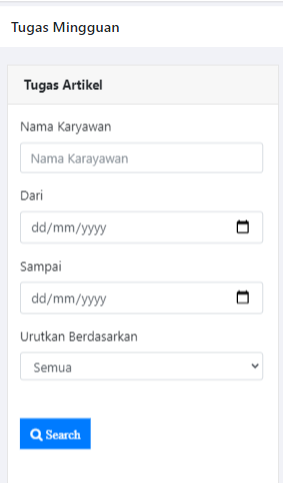 Tugas Mingguan
Tugas Artikel
Nama Karyawan
Nama Karayawan
Dari
dd/mm/yyyy
Sampai
dd/mm/yyyy
Urutkan Berdasarkan
Semua
Search